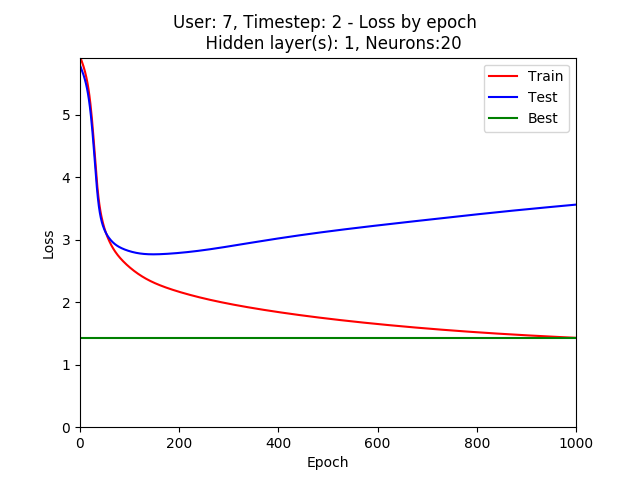 User: 7, Timestep: 2 - Loss by epoch
Hidden layer(s): 1, Neurons:20
Train
Test
Best
5
4
3
2
1
0
Loss
0 200 400 600 800 1000
Epoch